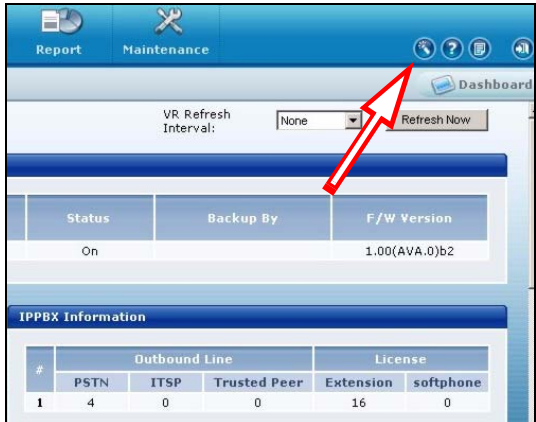 Report Maintenance
Dashboard
VR Refresh
Interval:
None
Refresh Now
Status Backup By F/W Version
On 1.00(AVA.0)b2
IPPBX Information
# Outbound Line License
PSTN ITSP Trusted Peer Extension softphone
1 4 0 0 16 0